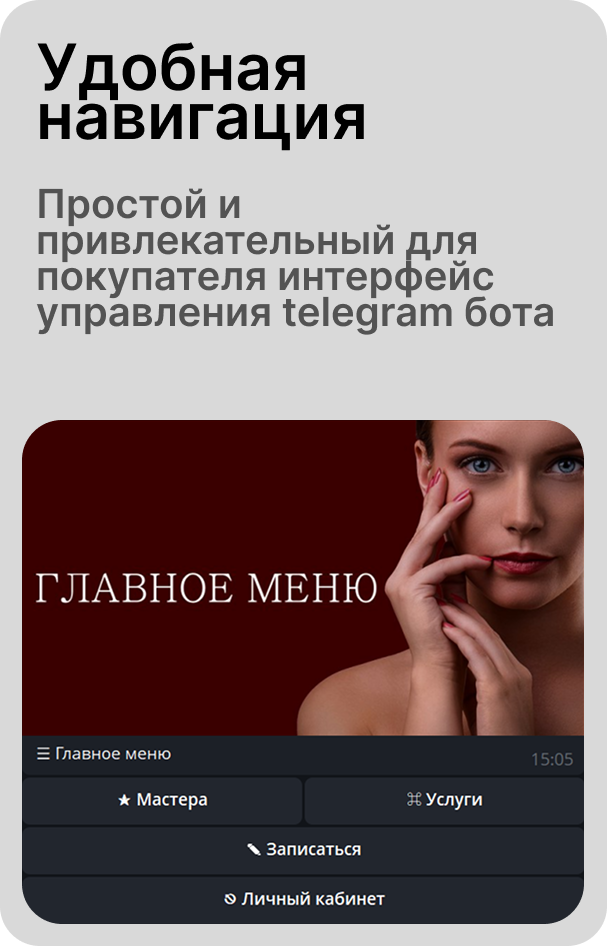 Удобная
навигация
Простой и
привлекательный для
покупателя интерфейс
управления telegram бота
ГЛАВНОЕ МЕНЮ
☰ Главное меню
15:05
★ Мастера
⌘ Услуги
✎ Записаться
⦸ Личный кабинет